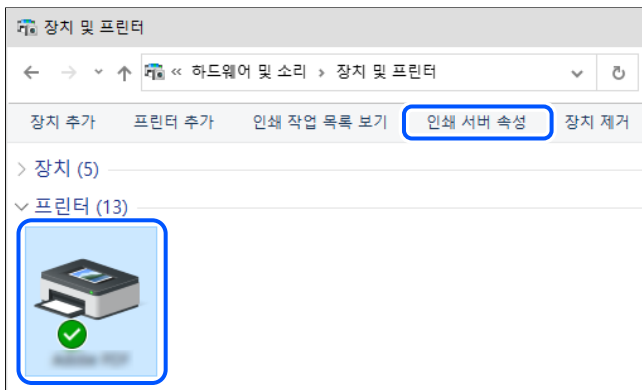 장치 및 프린터
« 하드웨어 및 소리 › 장치 및 프린터
장치 추가 프린터 추가 인쇄 작업 목록 보기 인쇄 서버 속성 장치 제거
장치 (5)
프린터 (13)